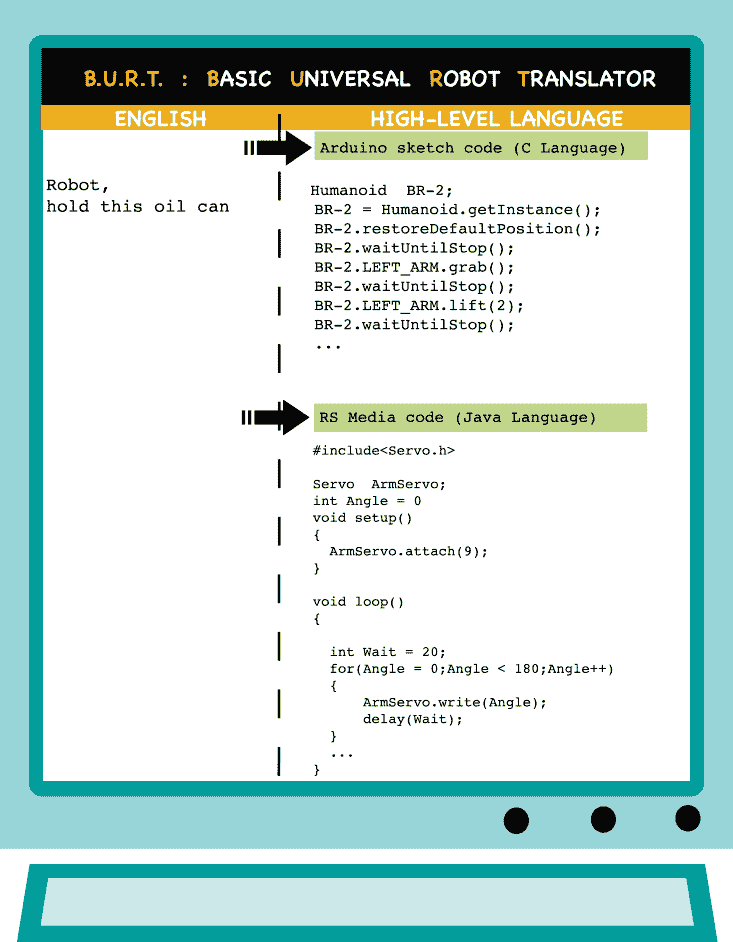 B.U.R.T. : BASIC UNIVERSAL ROBOT TRANSLATOR
ENGLISH
HIGH-LEVEL LANGUAGE
Robot,
hold this oil can
Arduino sketch code (C Language)
Humanoid  BR-2;
BR-2 = Humanoid.getInstance();
BR-2.restoreDefaultPosition();
BR-2.waitUntilStop();
BR-2.LEFT_ARM.grab();
BR-2.waitUntilStop();
BR-2.LEFT_ARM.lift(2);
BR-2.waitUntilStop();
...
RS Media code (Java Language)
#include<Servo.h>
Servo  ArmServo;
int Angle = 0
void setup()
{
  ArmServo.attach(9);
}
void loop()
{
  int Wait = 20;
  for(Angle = 0;Angle < 180;Angle++)
  {
      ArmServo.write(Angle);
      delay(Wait);
  }
  ...
}